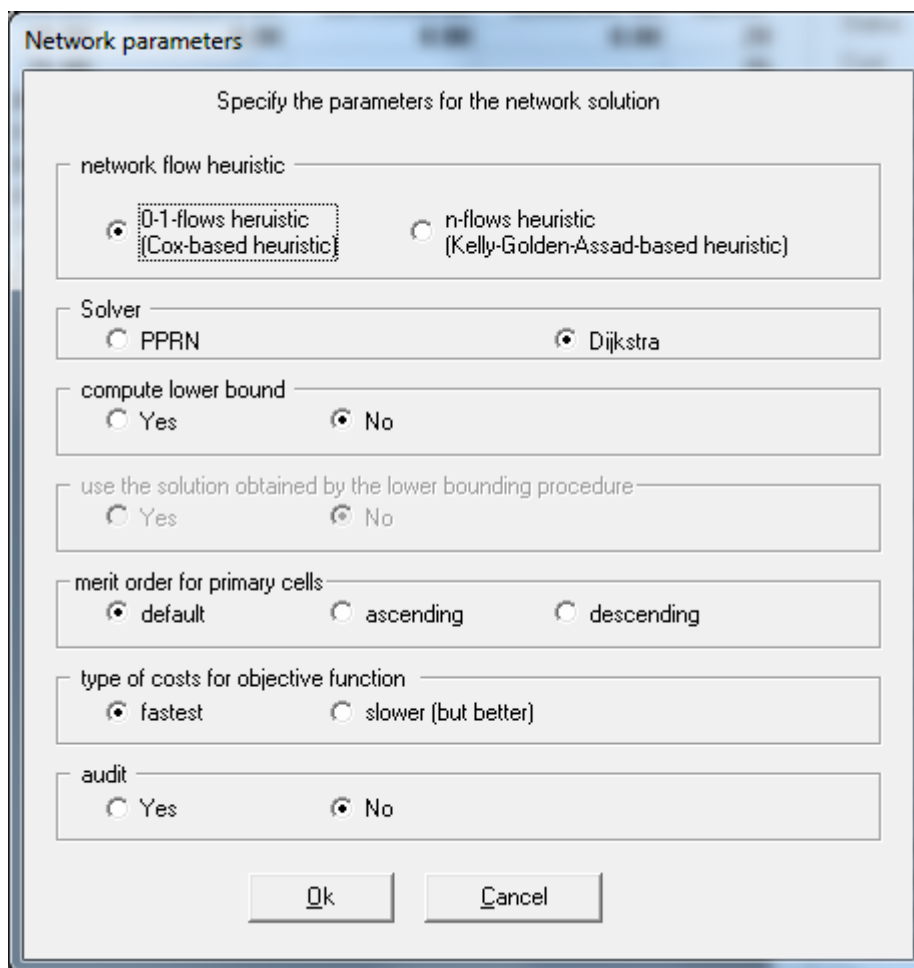 Network parameters
Specify the parameters for the network solution
network flow heuristic
0-1-flows heruistic
(Cox-based heuristic)
n-flows heuristic
(Kelly-Golden-Assad-based heuristic)
Solver
PPRN
Dijkstra
compute lower bound
Yes
No
use the solution obtained by the lower bounding procedure
Yes
No
merit order for primary cells
default
ascending
descending
type of costs for objective function
fastest
slower (but better)
audit
Yes
No
Ok
Cancel